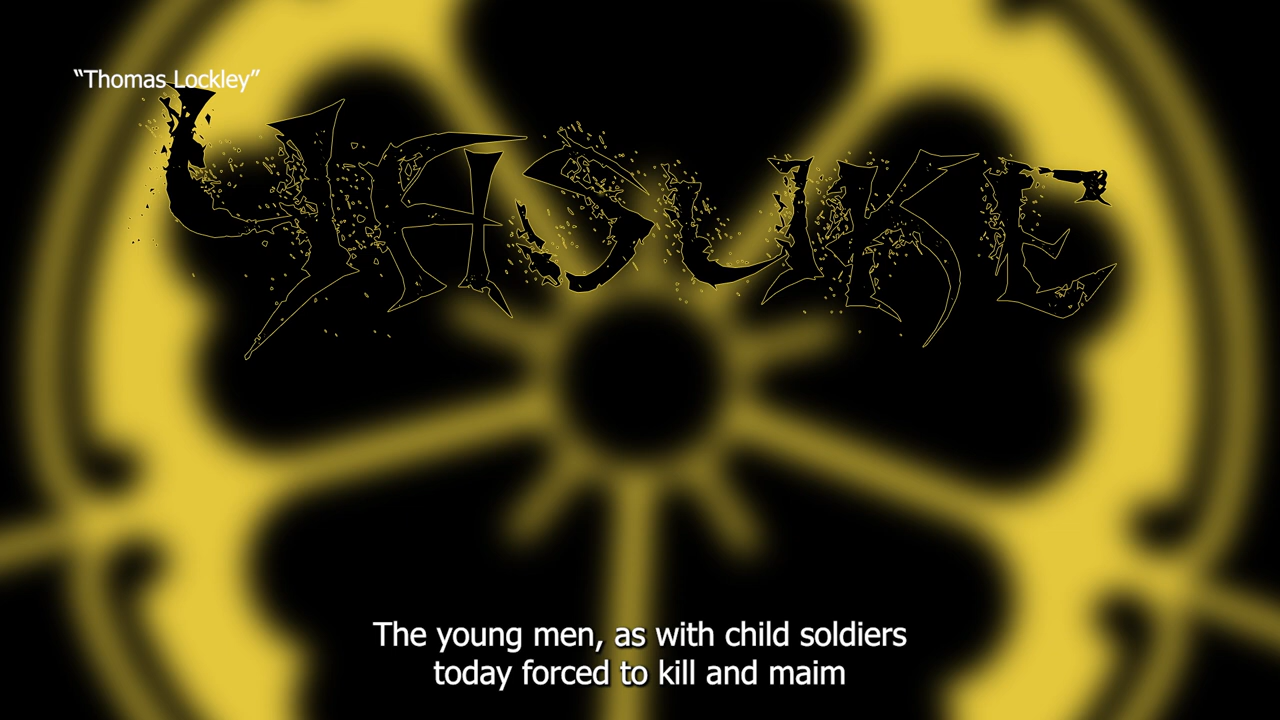 “Thomas Lockley”
YASUKE
The young men, as with child soldiers
today forced to kill and maim